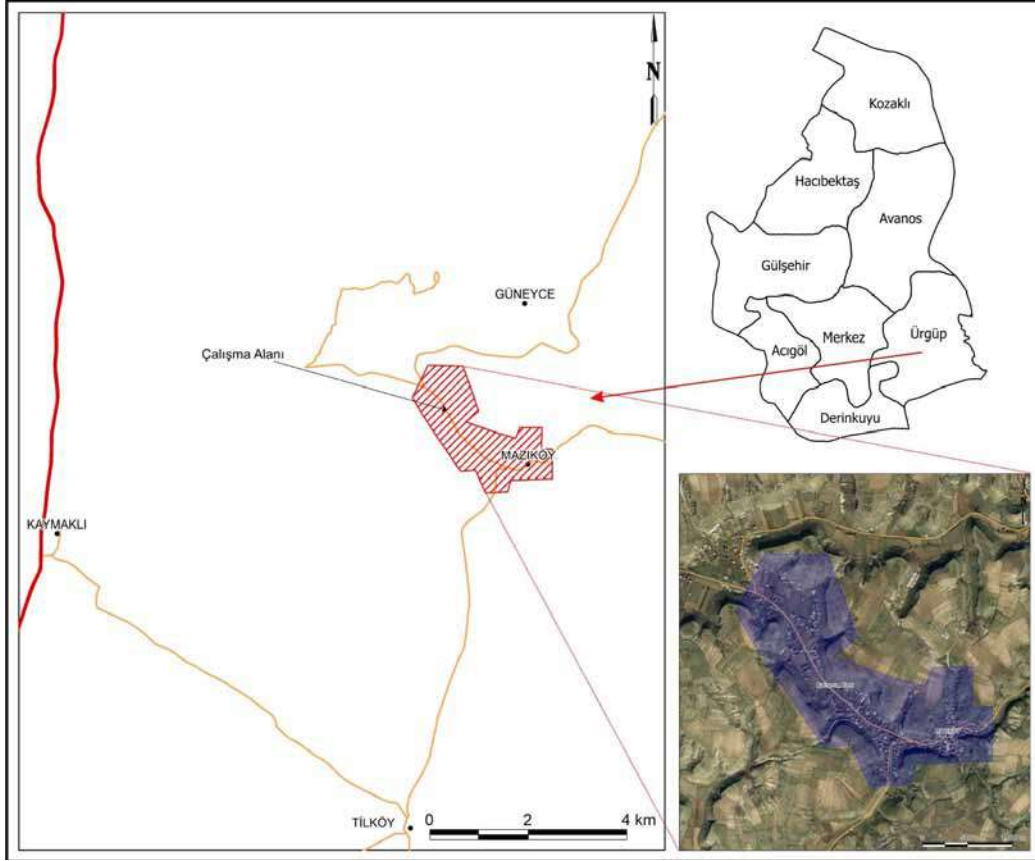 N
GÜNEYCE
Çalışma Alanı
MAZIKÖY
KAYMAKLI
TİLKÖY
0 2 4 km
Kozaklı
Hacıbektaş
Avanos
Gülşehir
Ürgüp
Merkez
Acıgöl
Derinkuyu